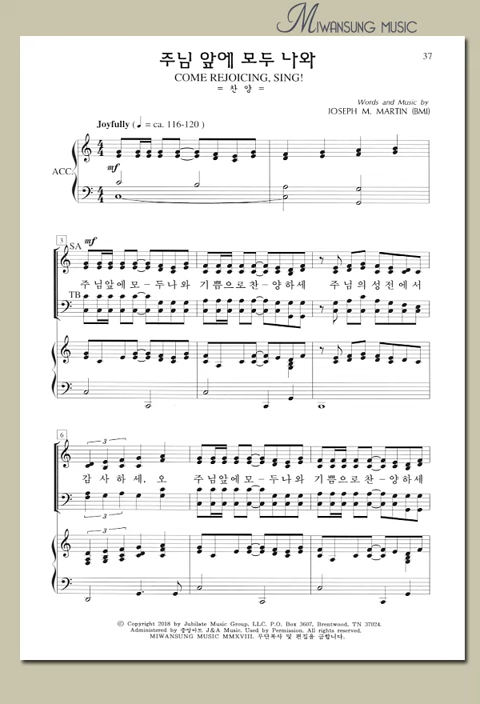 MIWANSUNG MUSIC
주님 앞에 모두 나와
37
COME REJOICING, SING!
= 찬 양 =
Words and Music by
JOSEPH M. MARTIN (BMI)
Joyfully (♩ = ca. 116-120 )
mf
ACC.
3
SA
mf
주님앞에모-두나와 기쁨으로찬-양하세 주님의성전에서
TB
6
3 3
감사하세, 오 주님앞에모-두나와 기쁨으로찬-양하세
3
3
© Copyright 2018 by Jubilate Music Group, LLC, P.O. Box 3607, Brentwood, TN 37024.
Administered by 중앙아트 J&A Music. Used by Permission. All rights reserved.
MIWANSUNG MUSIC MMXVIII. 무단복사 및 편집을 금합니다.